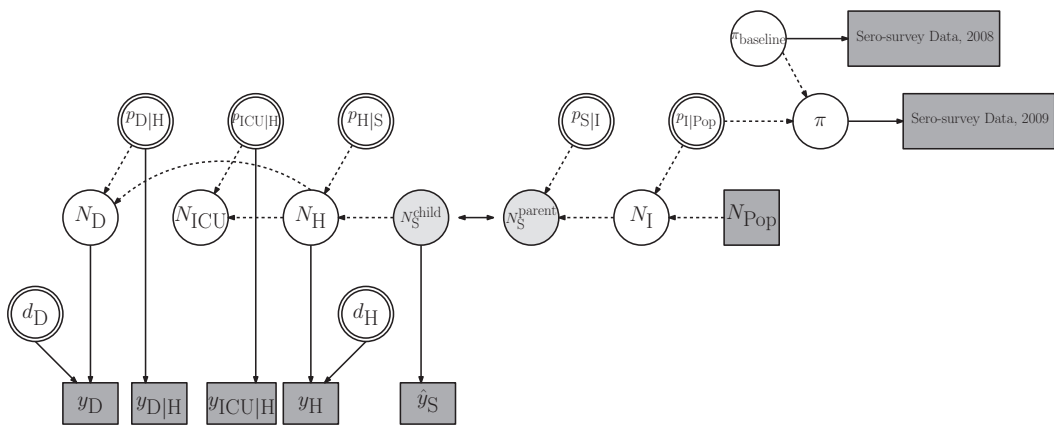 π_baseline
Sero-survey Data, 2008
p_D|H
p_ICU|H
p_H|S
p_S|I
p_I|Pop
π
Sero-survey Data, 2009
N_D
N_ICU
N_H
N_S^child
N_S^parent
N_I
N_Pop
d_D
d_H
y_D
y_D|H
y_ICU|H
y_H
ŷ_S